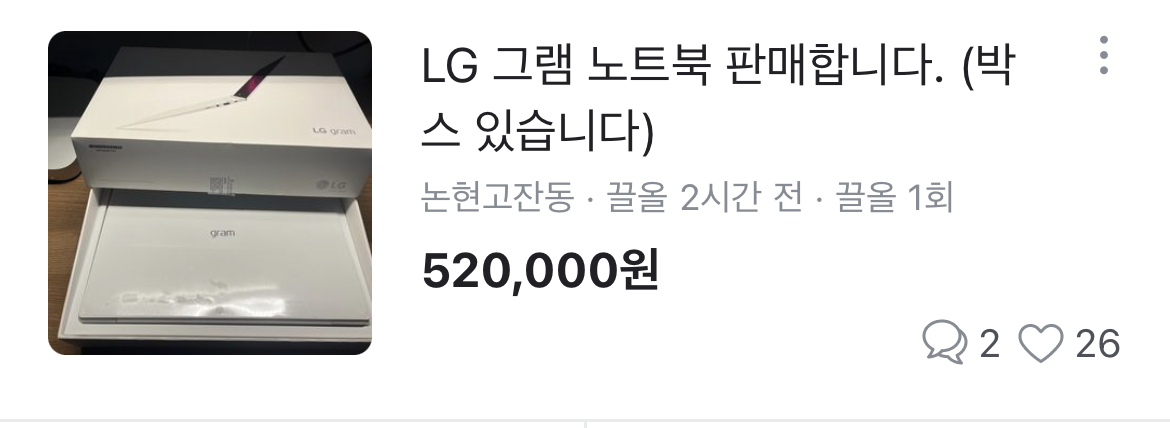 LG 그램 노트북 판매합니다. (박
스 있습니다)
논현고잔동 · 끌올 2시간 전 · 끌올 1회
520,000원
2 26
LG gram
LG
gram